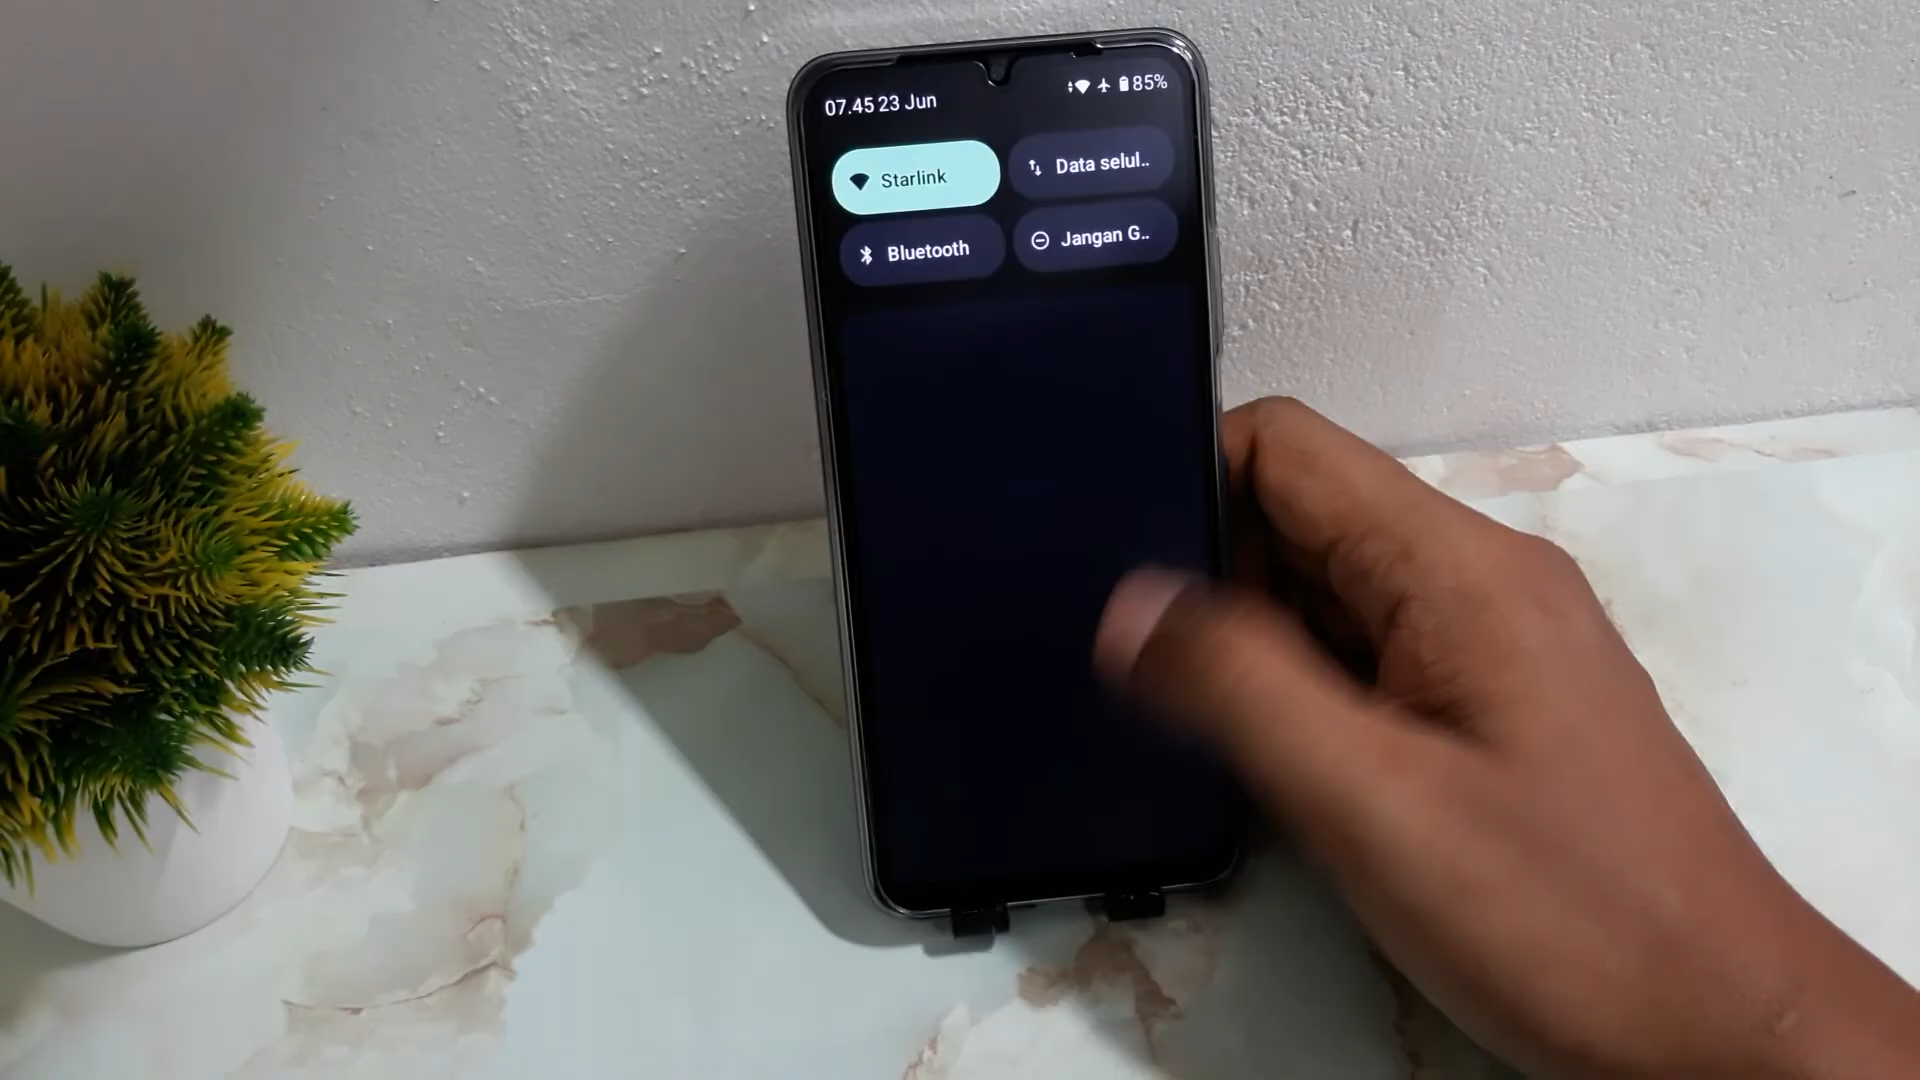 07.45 23 Jun
85%
Starlink
Data selul..
Bluetooth
Jangan G..